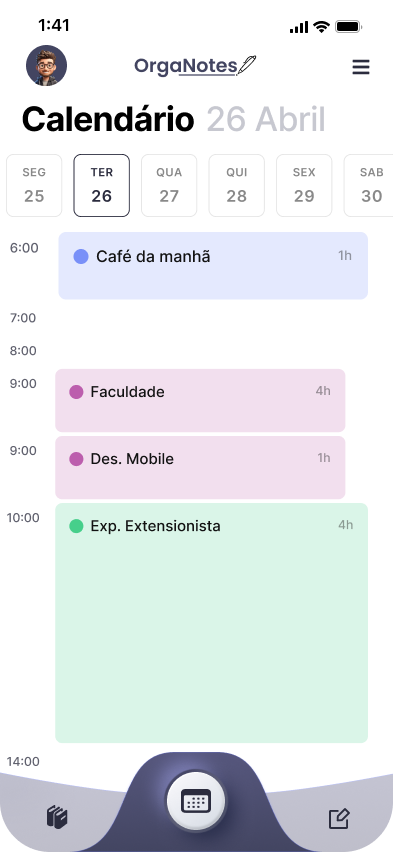 1:41
OrgaNotes
Calendário 26 Abril
SEG TER QUA QUI SEX SAB
25 26 27 28 29 30
6:00 Café da manhã 1h
7:00
8:00
9:00 Faculdade 4h
9:00 Des. Mobile 1h
10:00 Exp. Extensionista 4h
14:00